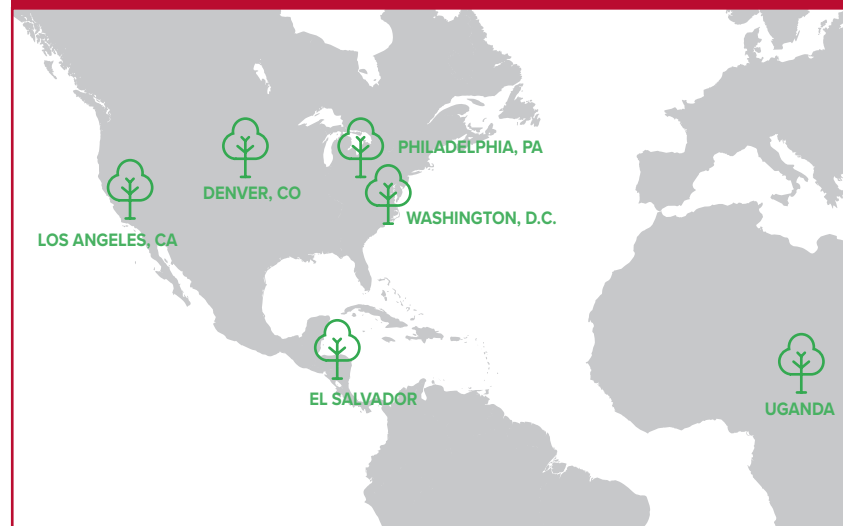 PHILADELPHIA, PA
DENVER, CO
WASHINGTON, D.C.
LOS ANGELES, CA
EL SALVADOR
UGANDA